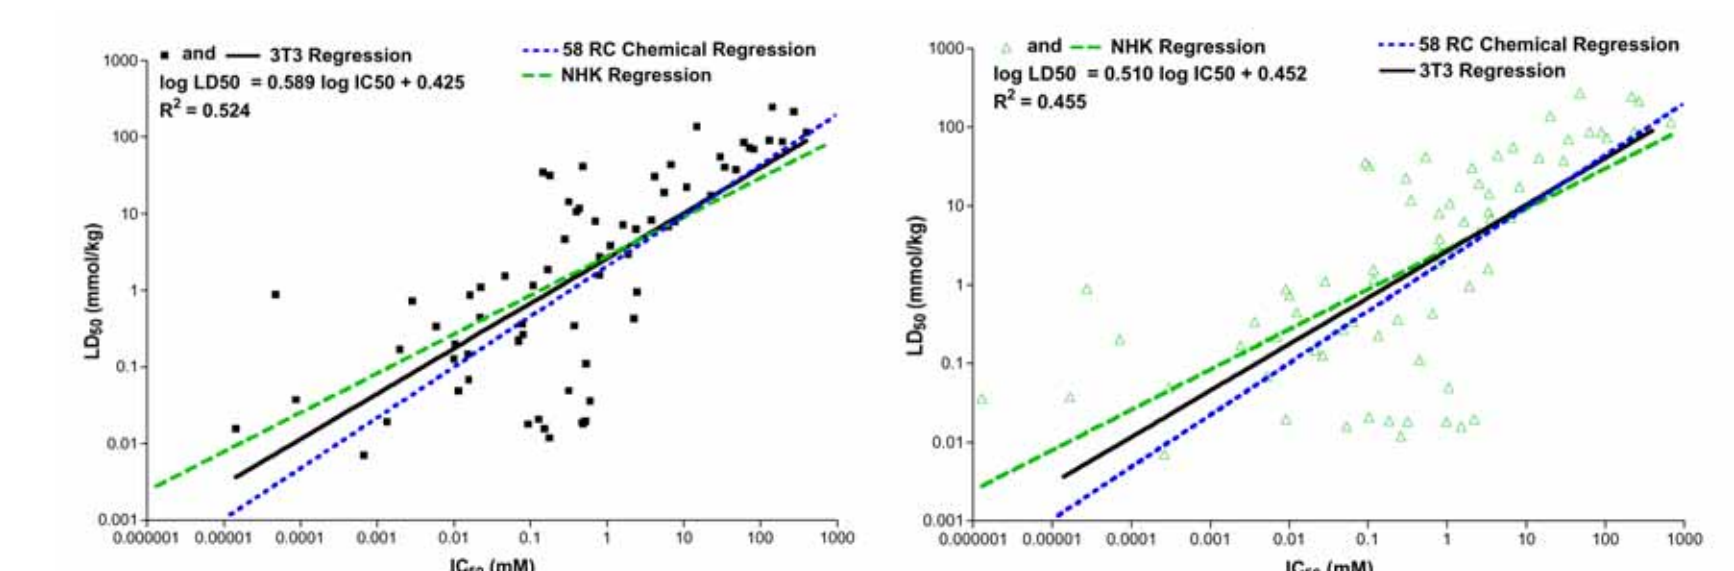 and 3T3 Regression
log LD50 = 0.589 log IC50 + 0.425
R2 = 0.524
58 RC Chemical Regression
NHK Regression
1000
100
10
1
0.1
0.01
0.001
LD50 (mmol/kg)
0.000001 0.00001 0.0001 0.001 0.01 0.1 1 10 100 1000
IC50 (mM)
and NHK Regression
log LD50 = 0.510 log IC50 + 0.452
R2 = 0.455
58 RC Chemical Regression
3T3 Regression
1000
100
10
1
0.1
0.01
0.001
LD50 (mmol/kg)
0.000001 0.00001 0.0001 0.001 0.01 0.1 1 10 100 1000
IC50 (mM)